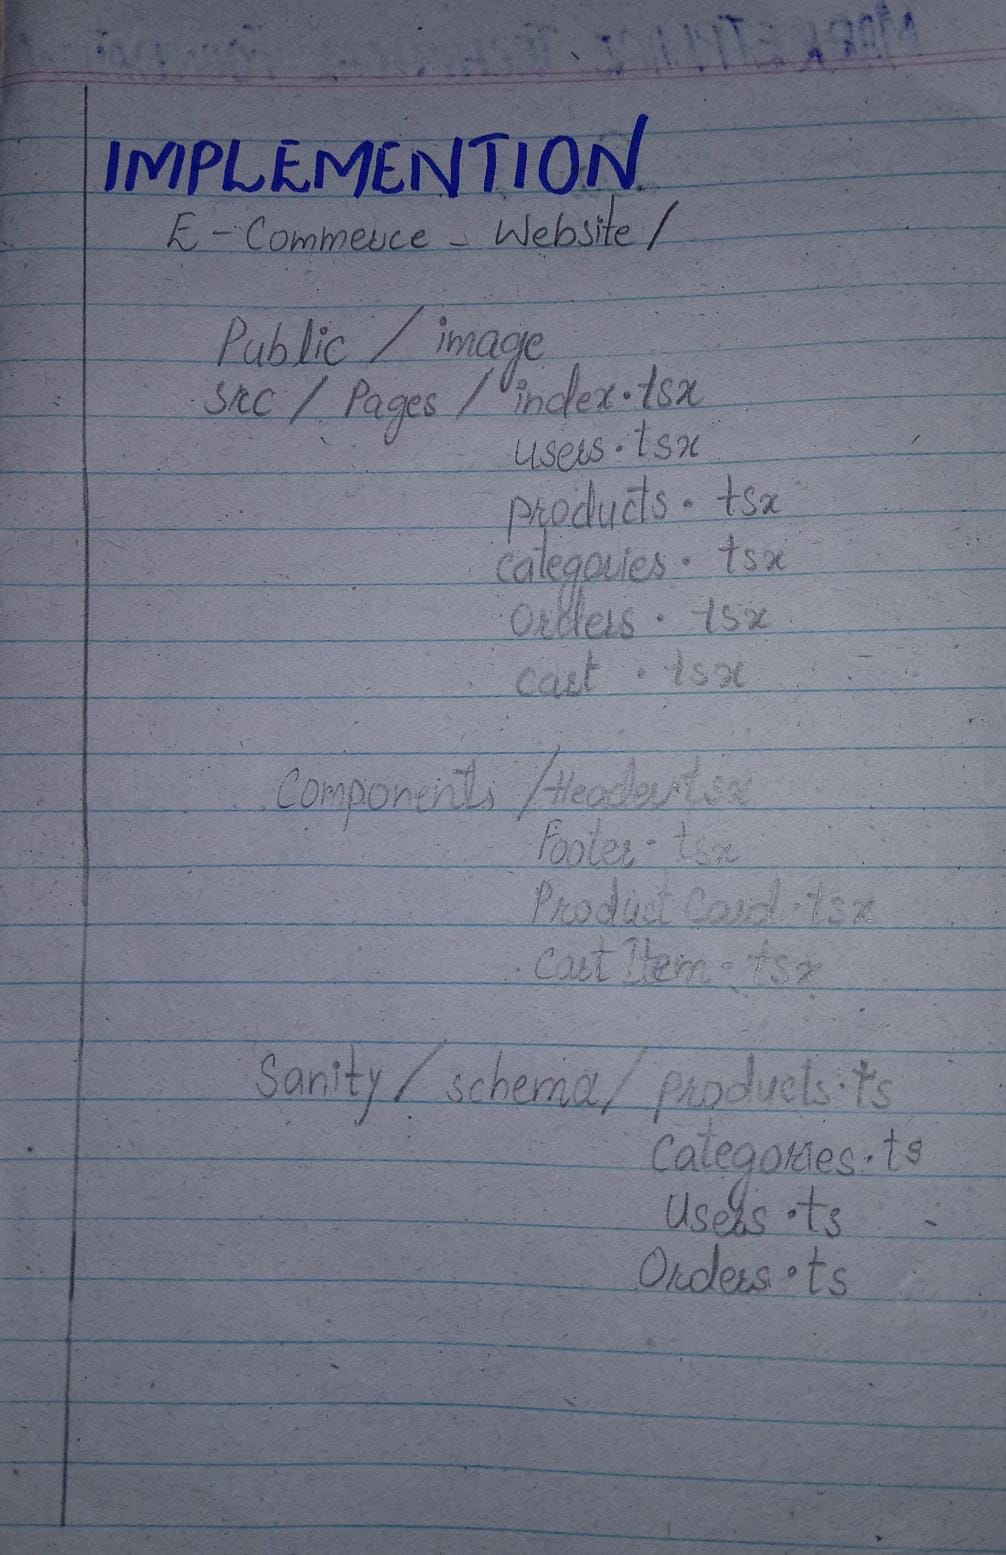 IMPLEMENTION
E-Commerce - Website /
Public / image
src / Pages / index.tsx
users.tsx
products.tsx
categories.tsx
Orders.tsx
cart.tsx
Components /Header.tsx
Footer.tsx
Product Card.tsx
Cart Item.tsx
Sanity / schema / products.ts
Categories.ts
Users.ts
Orders.ts